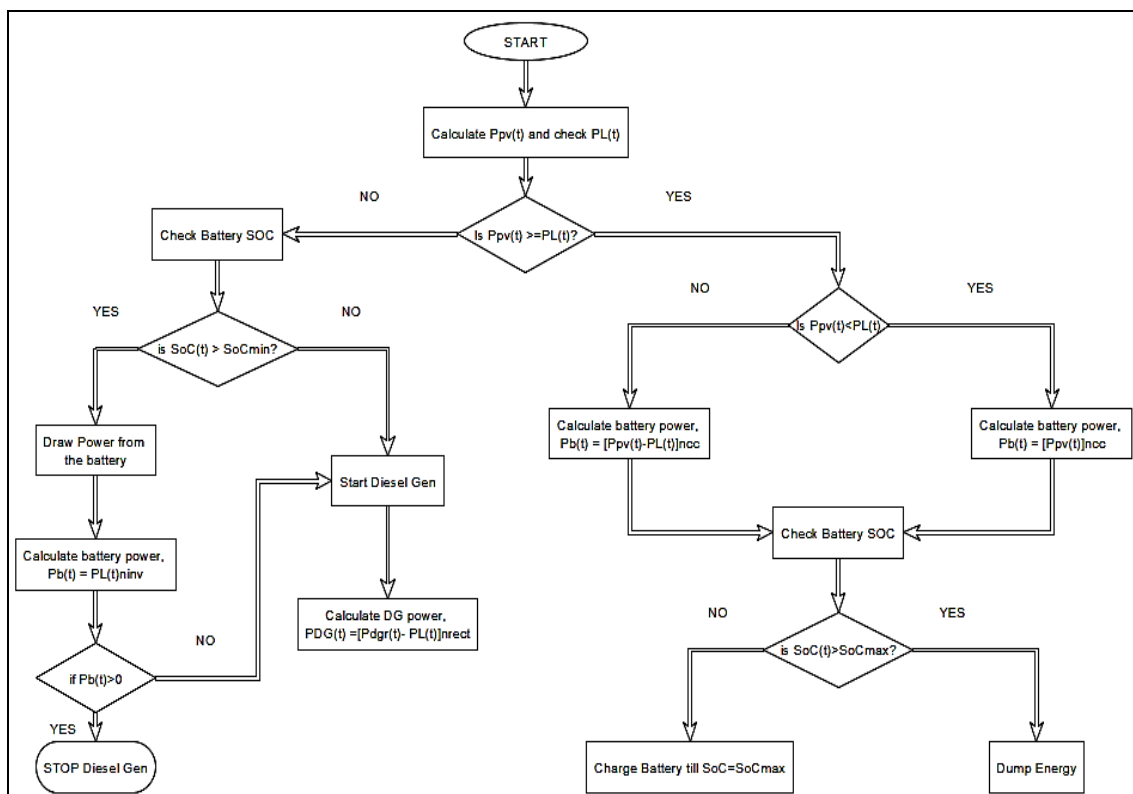 START
Calculate Ppv(t) and check PL(t)
NO
YES
Check Battery SOC
Is Ppv(t) >=PL(t)?
YES
NO
NO
YES
is SoC(t) > SoCmin?
Is Ppv(t)<PL(t)
Draw Power from
the battery
Calculate battery power,
Pb(t) = [Ppv(t)-PL(t)]ncc
Calculate battery power,
Pb(t) = [Ppv(t)]ncc
Start Diesel Gen
Check Battery SOC
Calculate battery power,
Pb(t) = PL(t)ninv
Calculate DG power,
PDG(t) =[Pdgr(t)- PL(t)]nrect
NO
NO
YES
if Pb(t)>0
is SoC(t)>SoCmax?
YES
STOP Diesel Gen
Charge Battery till SoC=SoCmax
Dump Energy